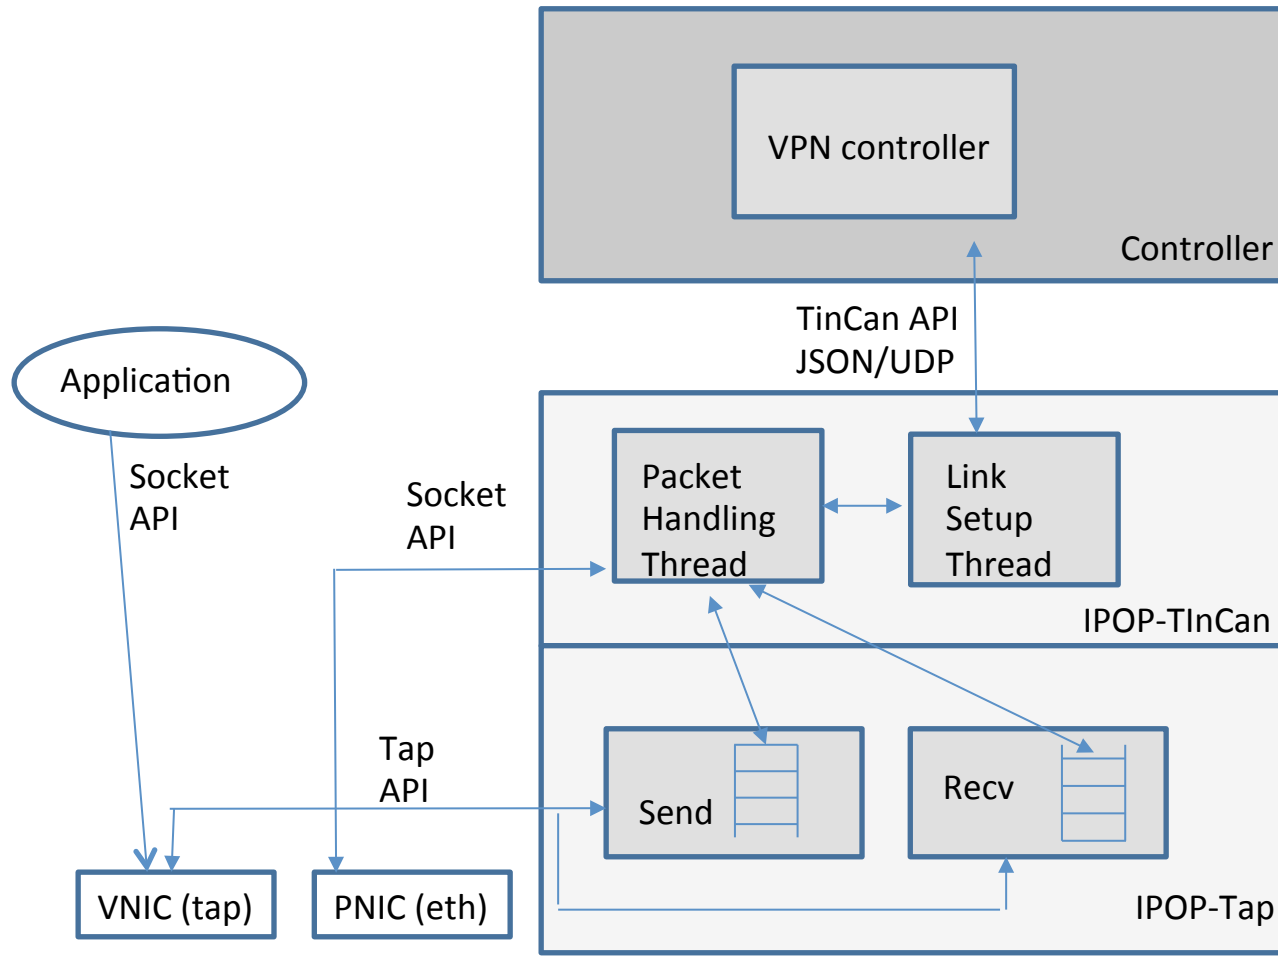 VPN controller
Controller
TinCan API
JSON/UDP
Application
Socket
API
Socket
API
Packet
Handling
Thread
Link
Setup
Thread
IPOP-TInCan
Tap
API
Send
Recv
VNIC (tap)
PNIC (eth)
IPOP-Tap